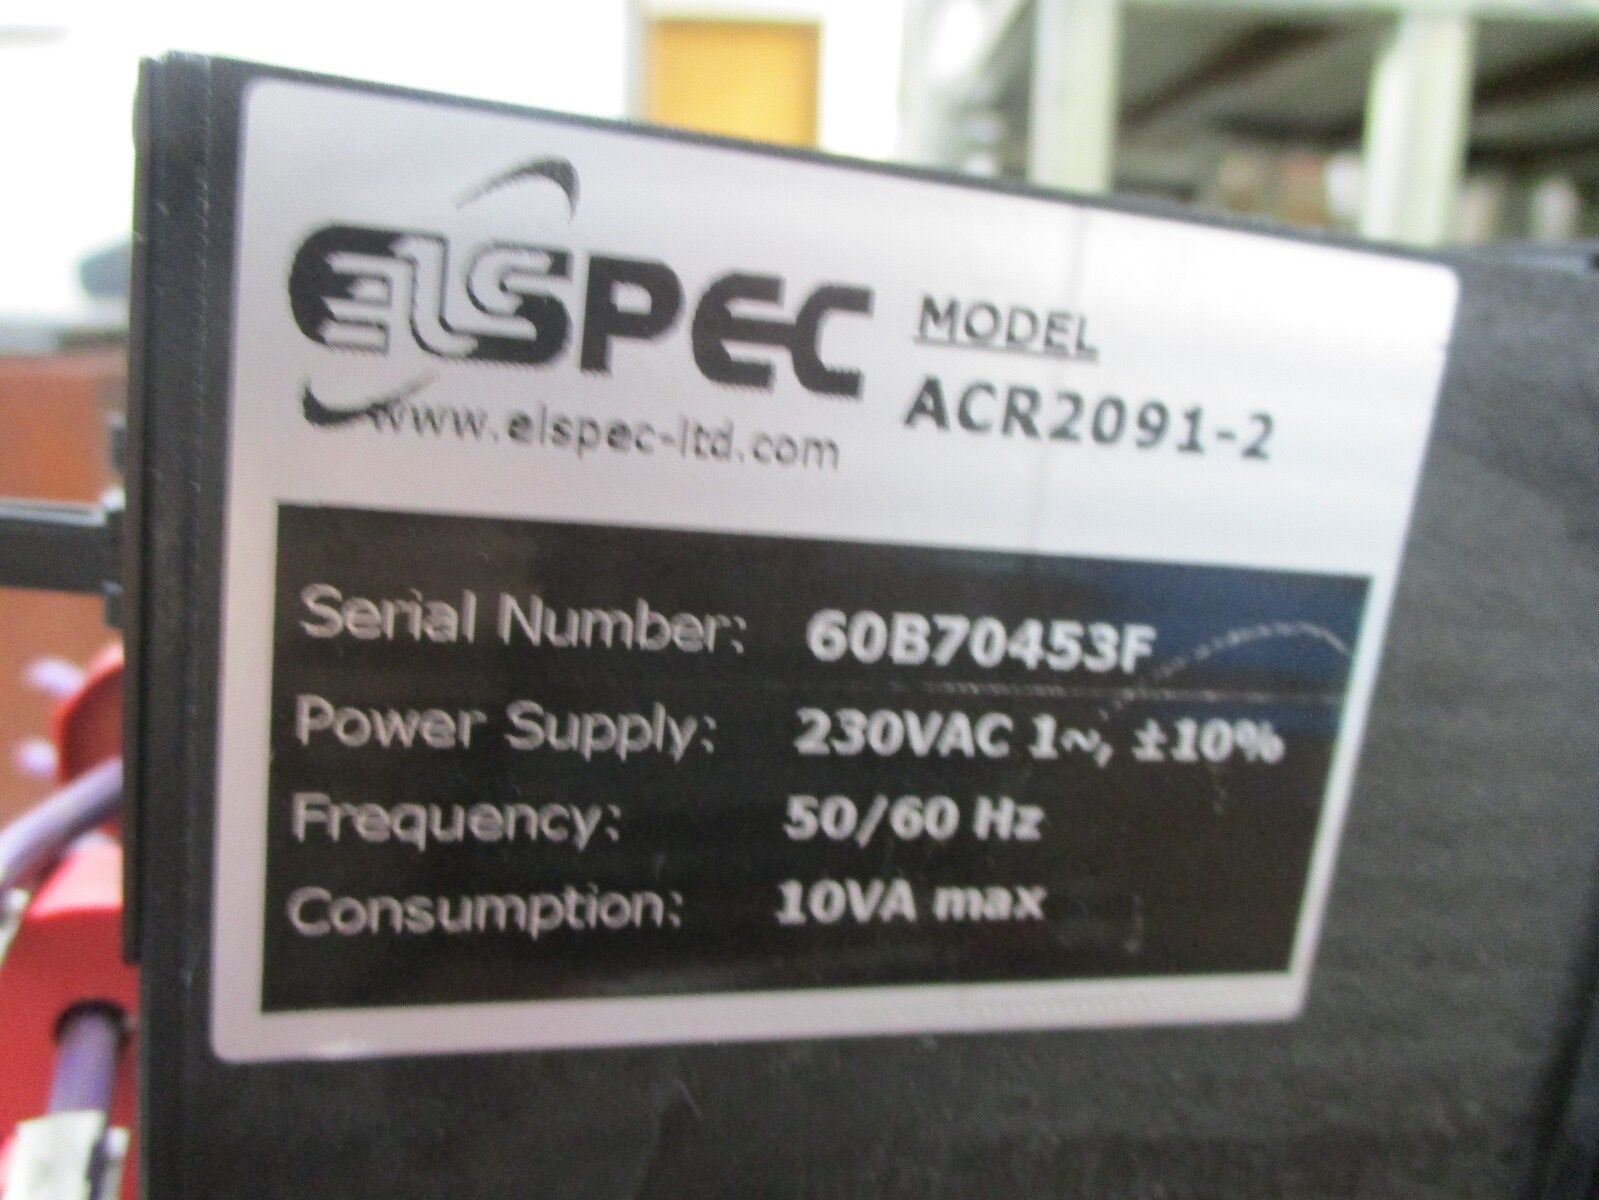 ELSPEC
www.elspec-ltd.com
MODEL
ACR2091-2
Serial Number: 60B70453F
Power Supply: 230VAC 1~, ±10%
Frequency: 50/60 Hz
Consumption: 10VA max